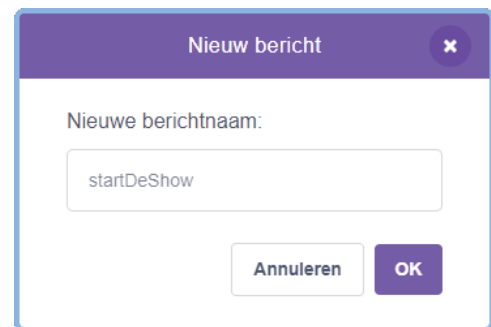 Nieuw bericht
Nieuwe berichtnaam:
startDeShow
Annuleren OK